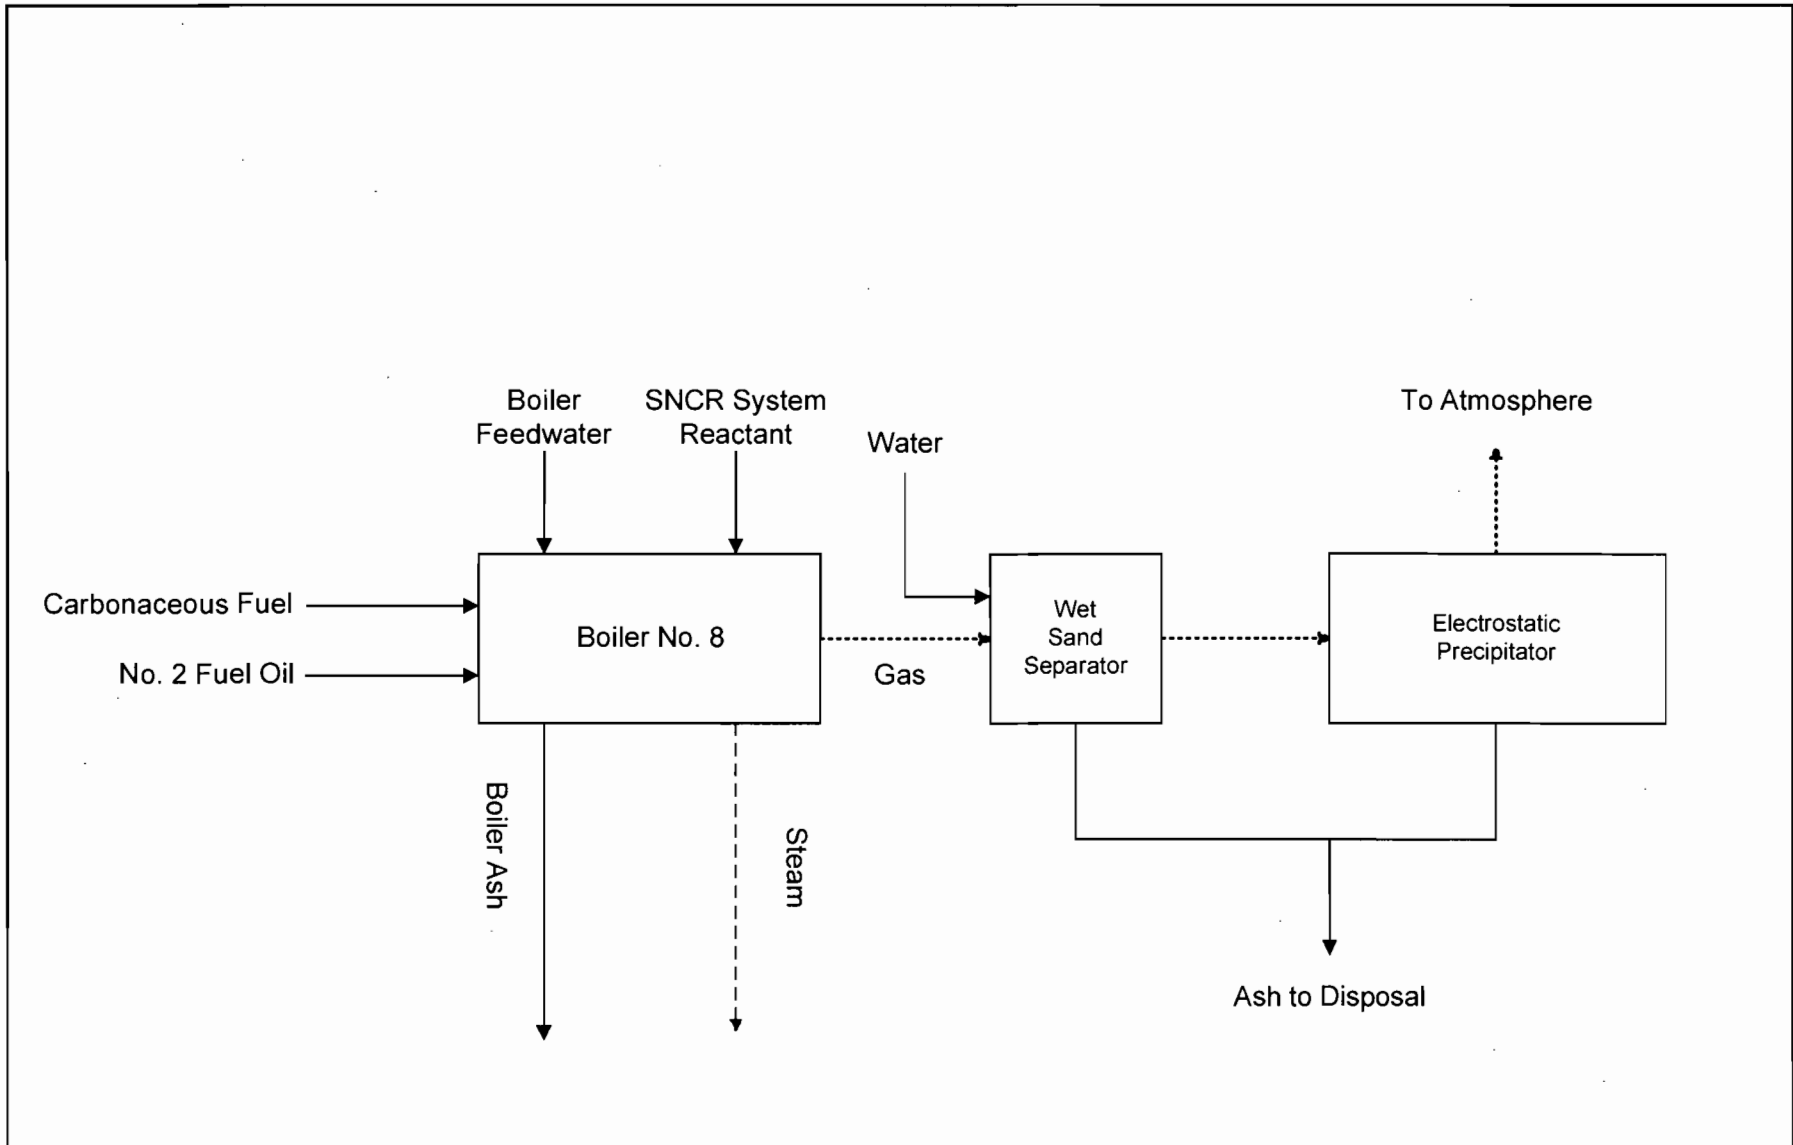 Boiler
Feedwater
SNCR System
Reactant
Water
To Atmosphere
Carbonaceous Fuel
No. 2 Fuel Oil
Boiler No. 8
Gas
Wet
Sand
Separator
Electrostatic
Precipitator
Boiler Ash
Steam
Ash to Disposal